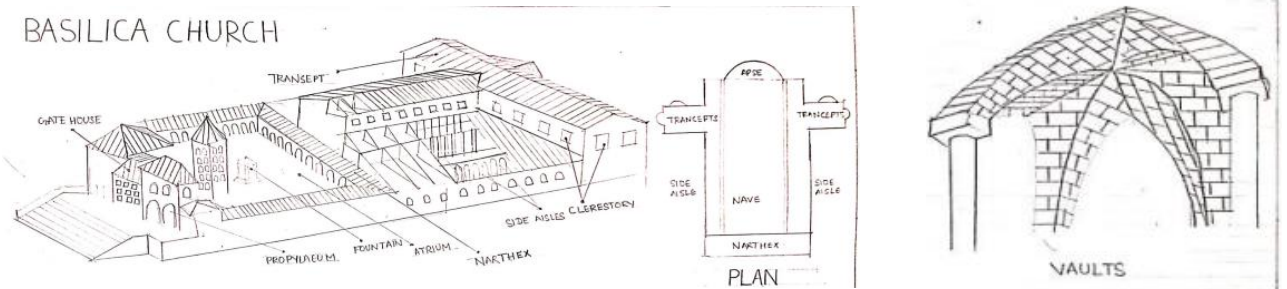 BASILICA CHURCH
TRANSEPT
GATE HOUSE
SIDE AISLES
CLERESTORY
PROPYLAEUM
FOUNTAIN
ATRIUM
NARTHEX
APSE
TRANCEPTS
TRANCEPT
SIDE
AISLE
NAVE
SIDE
AISLE
NARTHEX
PLAN
VAULTS